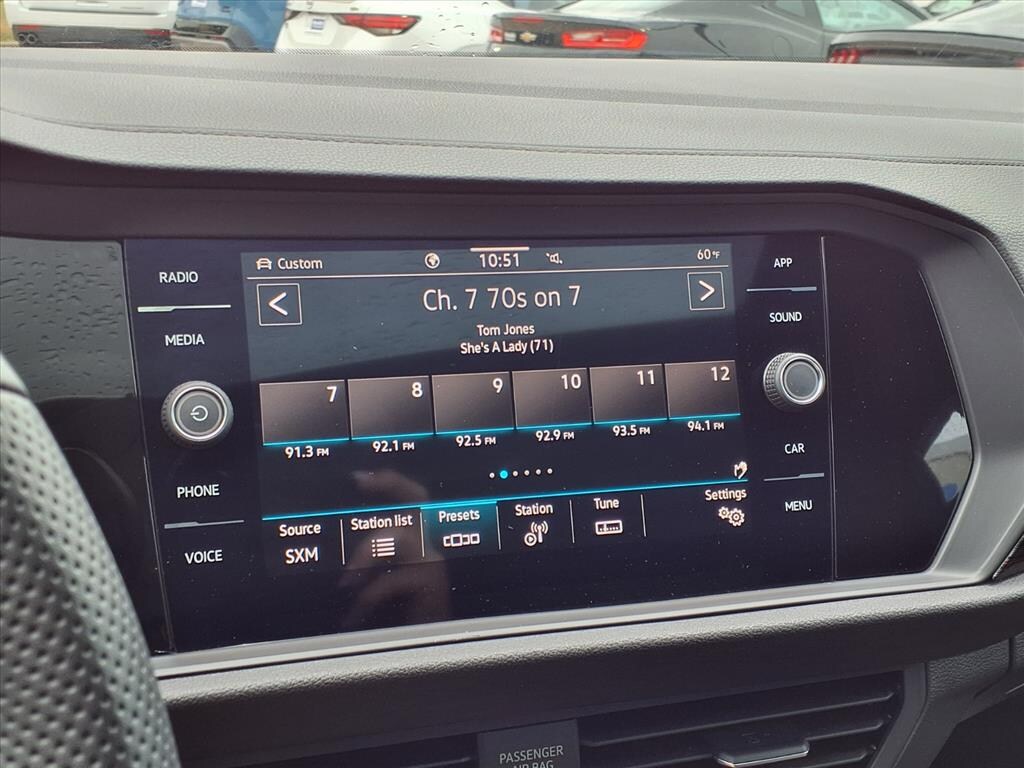 RADIO
MEDIA
PHONE
VOICE
Custom
10:51
60°F
Ch. 7 70s on 7
Tom Jones
She's A Lady (71)
7 8 9 10 11 12
91.3 FM 92.1 FM 92.5 FM 92.9 FM 93.5 FM 94.1 FM
Source Station list Presets Station Tune Settings
SXM
APP
SOUND
CAR
MENU
PASSENGER
AIR BAG